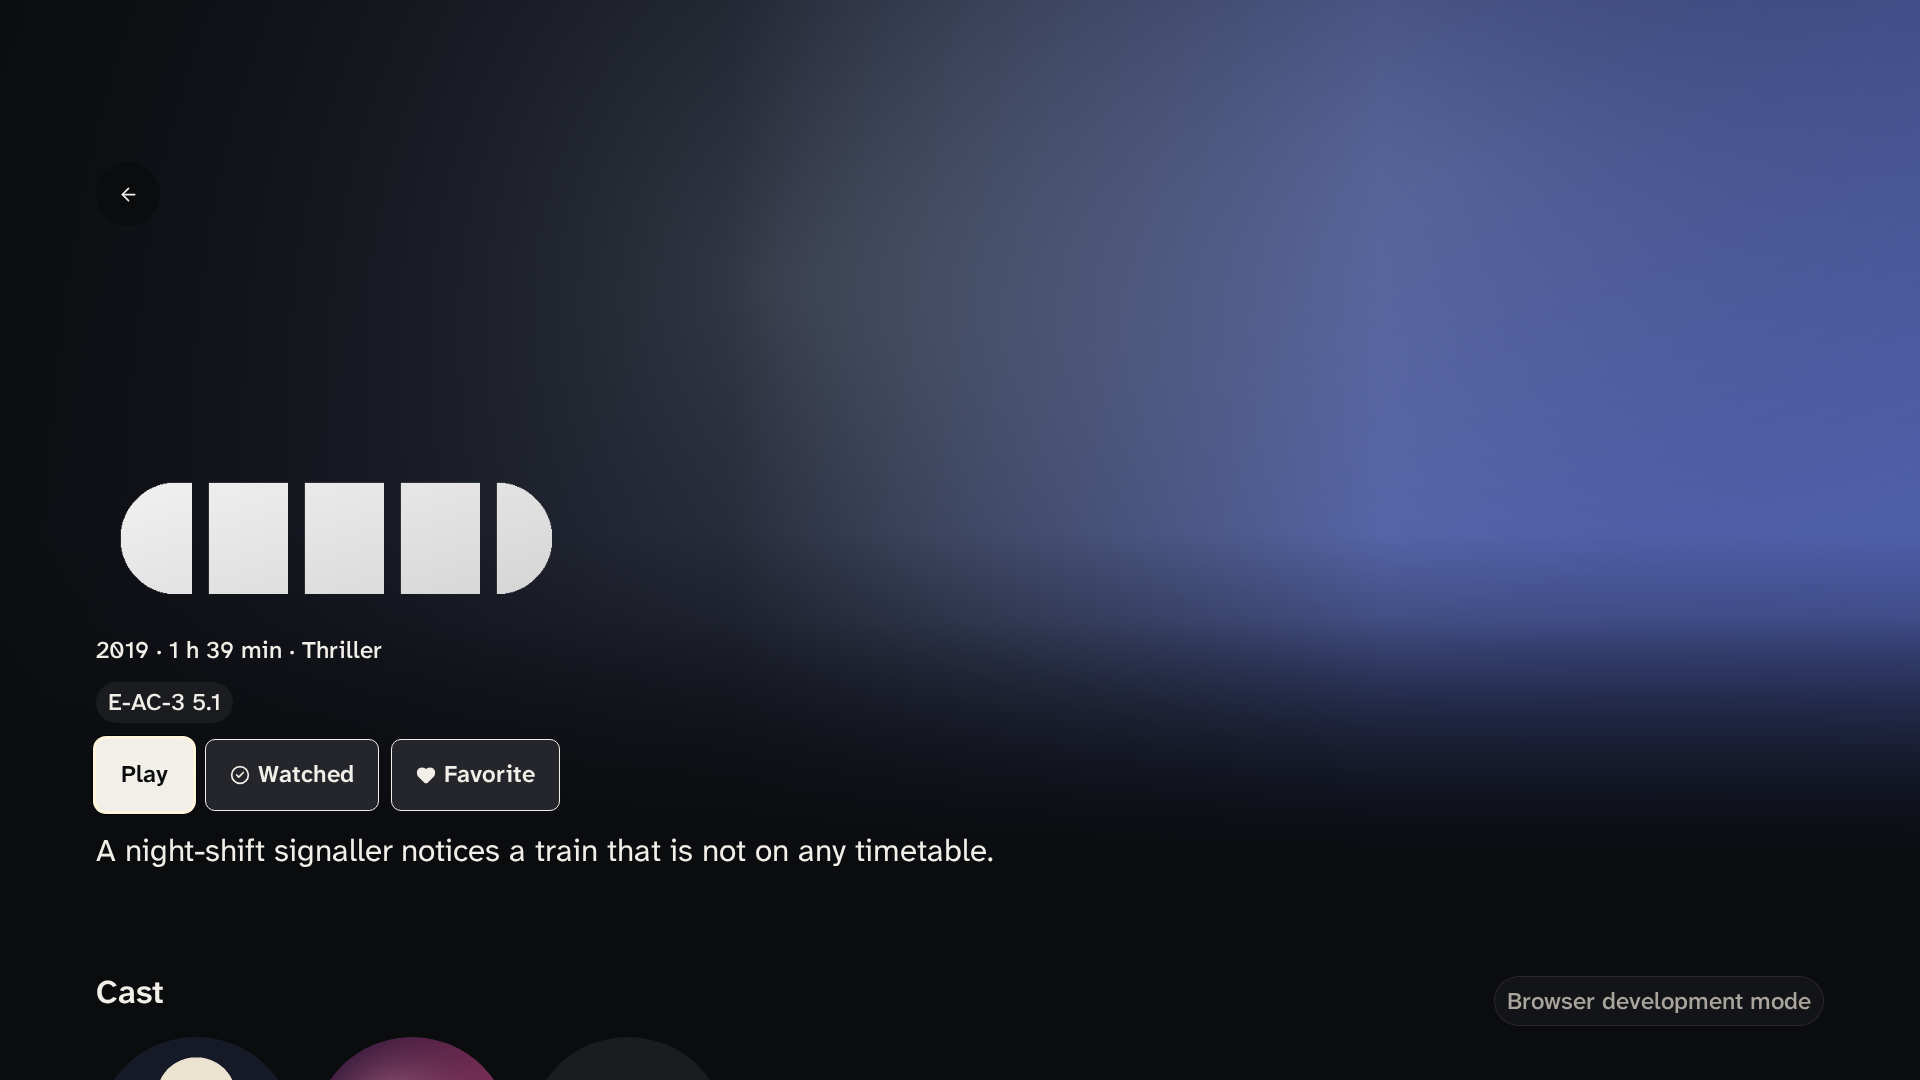 2019 · 1 h 39 min · Thriller
E-AC-3 5.1
Play
Watched
Favorite
A night-shift signaller notices a train that is not on any timetable.
Cast
Browser development mode